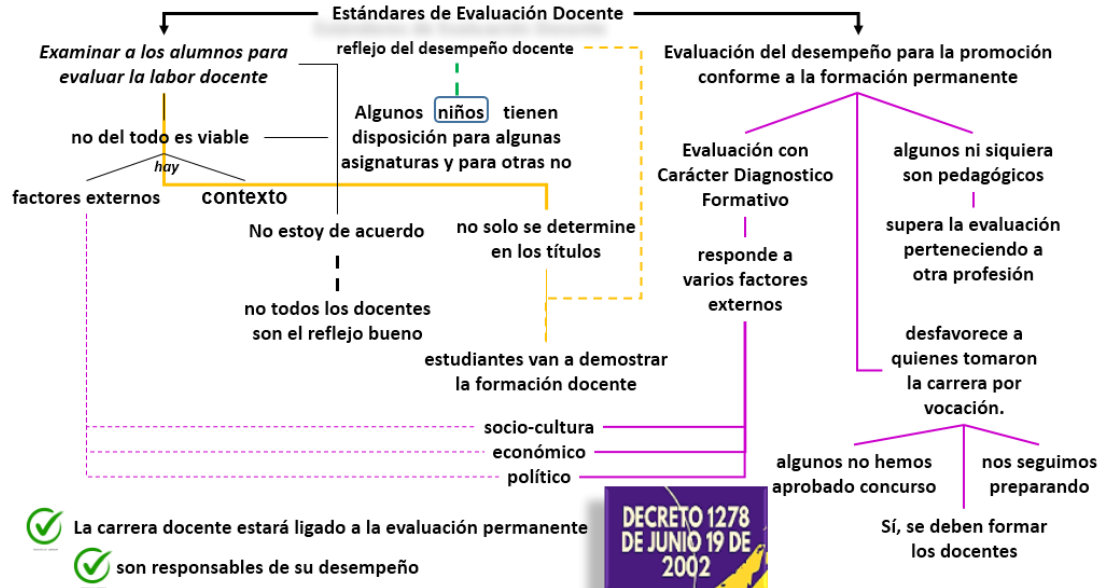 Estándares de Evaluación Docente
Examinar a los alumnos para
evaluar la labor docente
no del todo es viable
hay
factores externos
contexto
No estoy de acuerdo
no todos los docentes
son el reflejo bueno
reflejo del desempeño docente
Algunos niños tienen
disposición para algunas
asignaturas y para otras no
no solo se determine
en los títulos
estudiantes van a demostrar
la formación docente
Evaluación del desempeño para la promoción
conforme a la formación permanente
Evaluación con
Carácter Diagnostico
Formativo
responde a
varios factores
externos
algunos ni siquiera
son pedagógicos
supera la evaluación
perteneciendo a
otra profesión
desfavorece a
quienes tomaron
la carrera por
vocación.
algunos no hemos
aprobado concurso
nos seguimos
preparando
Sí, se deben formar
los docentes
socio-cultura
económico
político
La carrera docente estará ligado a la evaluación permanente
son responsables de su desempeño
DECRETO 1278
DE JUNIO 19 DE
2002